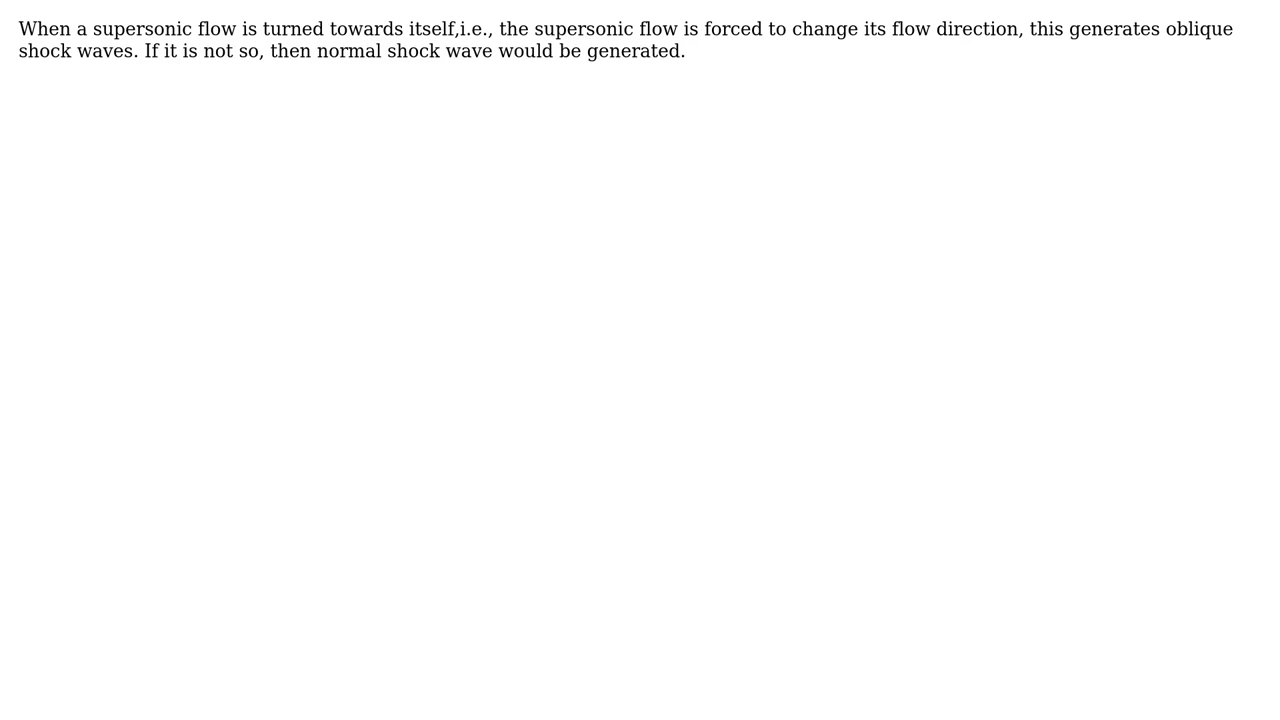 When a supersonic flow is turned towards itself,i.e., the supersonic flow is forced to change its flow direction, this generates oblique
shock waves. If it is not so, then normal shock wave would be generated.